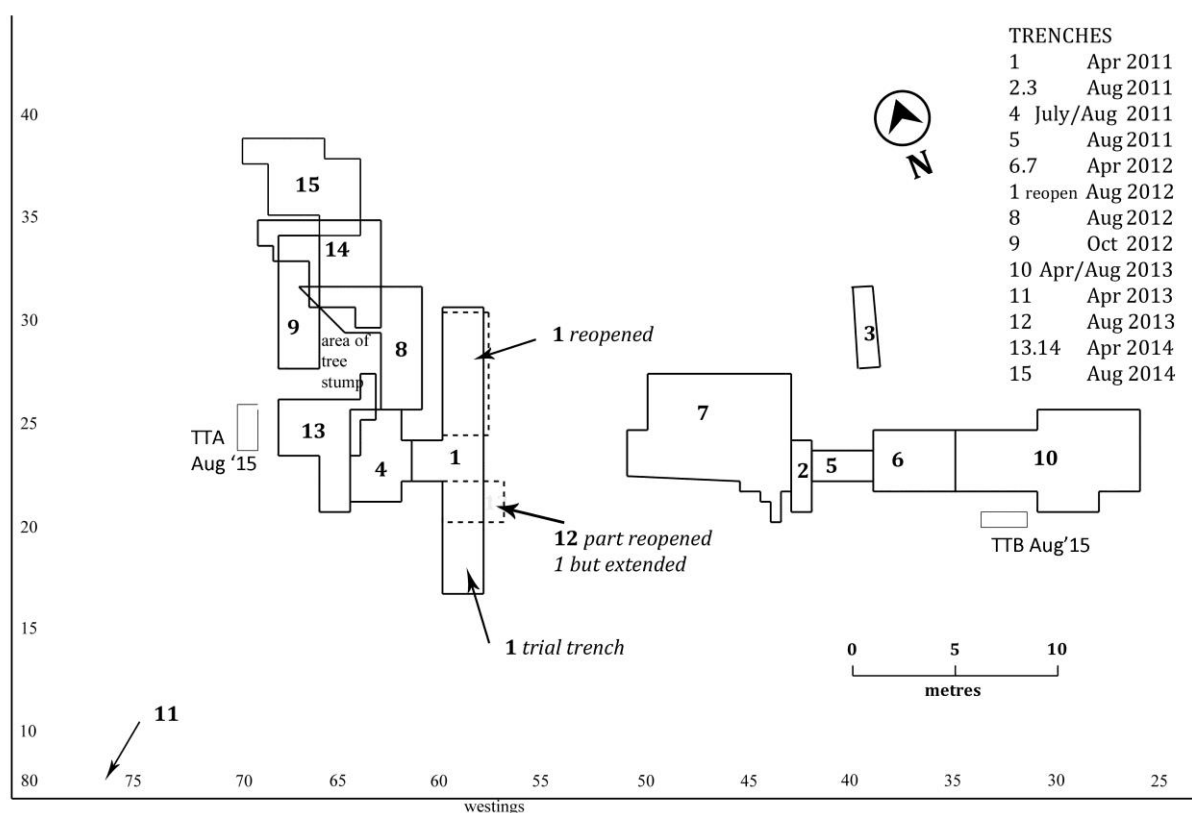 TRENCHES
1 Apr 2011
2.3 Aug 2011
4 July/Aug 2011
5 Aug 2011
6.7 Apr 2012
1 reopen Aug 2012
8 Aug 2012
9 Oct 2012
10 Apr/Aug 2013
11 Apr 2013
12 Aug 2013
13.14 Apr 2014
15 Aug 2014
N
40
35
30
25
20
15
10
15
14
9
area of
tree
stump
8
1 reopened
3
TTA
Aug '15
13
4
1
7
2
5
6
10
12 part reopened
1 but extended
TTB Aug'15
1 trial trench
0 5 10
metres
11
80 75 70 65 60 55 50 45 40 35 30 25
westings